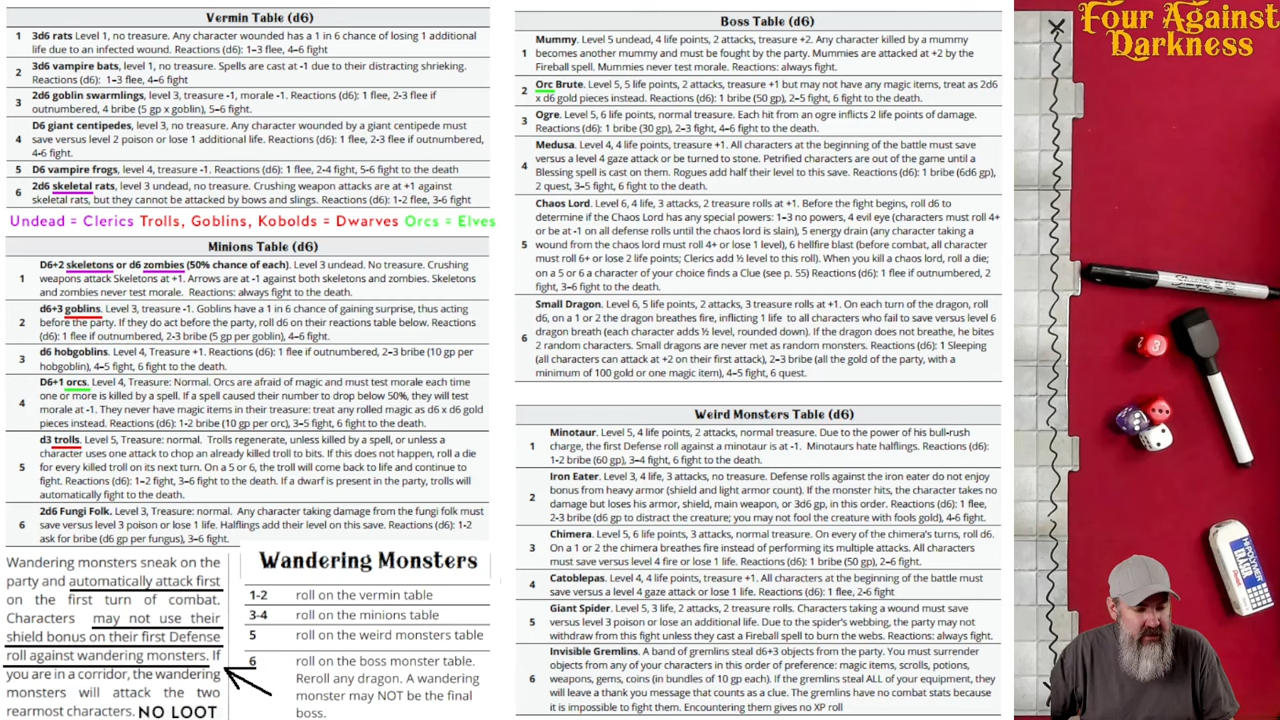 Vermin Table (d6)
1 3d6 rats Level 1, no treasure. Any character wounded has a 1 in 6 chance of losing 1 additional
life due to an infected wound. Reactions (d6): 1–3 flee, 4–6 fight
2 3d6 vampire bats, level 1, no treasure. Spells are cast at -1 due to their distracting shrieking.
Reactions (d6): 1–3 flee, 4–6 fight
3 2d6 goblin swarmlings, level 3, treasure -1, morale -1. Reactions (d6): 1 flee, 2-3 flee if
outnumbered, 4 bribe (5 gp x goblin), 5–6 fight.
4 D6 giant centipedes, level 3, no treasure. Any character wounded by a giant centipede must
save versus level 2 poison or lose 1 additional life. Reactions (d6): 1 flee, 2-3 flee if outnumbered,
4–6 fight.
5 D6 vampire frogs, level 4, treasure -1. Reactions (d6): 1 flee, 2-4 fight, 5-6 fight to the death
6 2d6 skeletal rats, level 3 undead, no treasure. Crushing weapon attacks are at +1 against
skeletal rats, but they cannot be attacked by bows and slings. Reactions (d6): 1-2 flee, 3-6 fight
Undead = Clerics Trolls, Goblins, Kobolds = Dwarves Orcs = Elves
Minions Table (d6)
1 D6+2 skeletons or d6 zombies (50% chance of each). Level 3 undead. No treasure. Crushing
weapons attack Skeletons at +1. Arrows are at -1 against both skeletons and zombies. Skeletons
and zombies never test morale. Reactions: always fight to the death.
2 d6+3 goblins. Level 3, treasure -1. Goblins have a 1 in 6 chance of gaining surprise, thus acting
before the party. If they do act before the party, roll d6 on their reactions table below. Reactions
(d6): 1 flee if outnumbered, 2-3 bribe (5 gp per goblin), 4–6 fight.
3 d6 hobgoblins. Level 4, Treasure +1. Reactions (d6): 1 flee if outnumbered, 2–3 bribe (10 gp per
hobgoblin), 4–5 fight, 6 fight to the death.
4 D6+1 orcs. Level 4, Treasure: Normal. Orcs are afraid of magic and must test morale each time
one or more is killed by a spell. If a spell caused their number to drop below 50%, they will test
morale at -1. They never have magic items in their treasure: treat any rolled magic as d6 x d6 gold
pieces instead. Reactions (d6): 1-2 bribe (10 gp per orc), 3–5 fight, 6 fight to the death.
5 d3 trolls. Level 5, Treasure: normal. Trolls regenerate, unless killed by a spell, or unless a
character uses one attack to chop an already killed troll to bits. If this does not happen, roll a die
for every killed troll on its next turn. On a 5 or 6, the troll will come back to life and continue to
fight. Reactions (d6): 1–2 fight, 3–6 fight to the death. If a dwarf is present in the party, trolls will
automatically fight to the death.
6 2d6 Fungi Folk. Level 3, Treasure: normal. Any character taking damage from the fungi folk must
save versus level 3 poison or lose 1 life. Halflings add their level on this save. Reactions (d6): 1-2
ask for bribe (d6 gp per fungus), 3–6 fight.
Wandering monsters sneak on the
party and automatically attack first
on the first turn of combat.
Characters may not use their
shield bonus on their first Defense
roll against wandering monsters. If
you are in a corridor, the wandering
monsters will attack the two
rearmost characters. NO LOOT
Wandering Monsters
1-2 roll on the vermin table
3-4 roll on the minions table
5 roll on the weird monsters table
6 roll on the boss monster table.
Reroll any dragon. A wandering
monster may NOT be the final
boss.
Boss Table (d6)
1 Mummy. Level 5 undead, 4 life points, 2 attacks, treasure +2. Any character killed by a mummy
becomes another mummy and must be fought by the party. Mummies are attacked at +2 by the
Fireball spell. Mummies never test morale. Reactions: always fight.
2 Orc Brute. Level 5, 5 life points, 2 attacks, treasure +1 but may not have any magic items, treat as 2d6
x d6 gold pieces instead. Reactions (d6): 1 bribe (50 gp), 2–5 fight, 6 fight to the death.
3 Ogre. Level 5, 6 life points, normal treasure. Each hit from an ogre inflicts 2 life points of damage.
Reactions (d6): 1 bribe (30 gp), 2–3 fight, 4–6 fight to the death.
4 Medusa. Level 4, 4 life points, treasure +1. All characters at the beginning of the battle must save
versus a level 4 gaze attack or be turned to stone. Petrified characters are out of the game until a
Blessing spell is cast on them. Rogues add half their level to this save. Reactions (d6): 1 bribe (6d6 gp),
2 quest, 3–5 fight, 6 fight to the death.
5 Chaos Lord. Level 6, 4 life, 3 attacks, 2 treasure rolls at +1. Before the fight begins, roll d6 to
determine if the Chaos Lord has any special powers: 1–3 no powers, 4 evil eye (characters must roll 4+
or be at -1 on all defense rolls until the chaos lord is slain), 5 energy drain (any character taking a
wound from the chaos lord must roll 4+ or lose 1 level), 6 hellfire blast (before combat, all character
must roll 6+ or lose 2 life points; Clerics add ½ level to this roll). When you kill a chaos lord, roll a die;
on a 5 or 6 a character of your choice finds a Clue (see p. 55) Reactions (d6): 1 flee if outnumbered, 2
fight, 3–6 fight to the death.
6 Small Dragon. Level 6, 5 life points, 2 attacks, 3 treasure rolls at +1. On each turn of the dragon, roll
d6, on a 1 or 2 the dragon breathes fire, inflicting 1 life to all characters who fail to save versus level 6
dragon breath (each character adds ½ level, rounded down). If the dragon does not breathe, he bites
2 random characters. Small dragons are never met as random monsters. Reactions (d6): 1 Sleeping
(all characters can attack at +2 on their first attack), 2–3 bribe (all the gold of the party, with a
minimum of 100 gold or one magic item), 4–5 fight, 6 quest.
Weird Monsters Table (d6)
1 Minotaur. Level 5, 4 life points, 2 attacks, normal treasure. Due to the power of his bull-rush
charge, the first Defense roll against a minotaur is at -1. Minotaurs hate halflings. Reactions (d6):
1-2 bribe (60 gp), 3–4 fight, 6 fight to the death.
2 Iron Eater. Level 3, 4 life, 3 attacks, no treasure. Defense rolls against the iron eater do not enjoy
bonus from heavy armor (shield and light armor count). If the monster hits, the character takes no
damage but loses his armor, shield, main weapon, or 3d6 gp, in this order. Reactions (d6): 1 flee,
2–3 bribe (d6 gp to distract the creature; you may not fool the creature with fools gold), 4–6 fight.
3 Chimera. Level 5, 6 life points, 3 attacks, normal treasure. On every of the chimera's turns, roll d6.
On a 1 or 2 the chimera breathes fire instead of performing its multiple attacks. All characters
must save versus level 4 fire or lose 1 life. Reactions (d6): 1 bribe (50 gp), 2–6 fight.
4 Catoblepas. Level 4, 4 life points, treasure +1. All characters at the beginning of the battle must
save versus a level 4 gaze attack or lose 1 life. Reactions (d6): 1 flee, 2-6 fight
5 Giant Spider. Level 5, 3 life, 2 attacks, 2 treasure rolls. Characters taking a wound must save
versus level 3 poison or lose an additional life. Due to the spider's webbing, the party may not
withdraw from this fight unless they cast a Fireball spell to burn the webs. Reactions: always fight.
6 Invisible Gremlins. A band of gremlins steal d6+3 objects from the party. You must surrender
objects from any of your characters in this order of preference: magic items, scrolls, potions,
weapons, gems, coins (in bundles of 10 gp each). If the gremlins steal ALL of your equipment, they
will leave a thank you message that counts as a clue. The gremlins have no combat stats because
it is impossible to fight them. Encountering them gives no XP roll
Four Against
Darkness